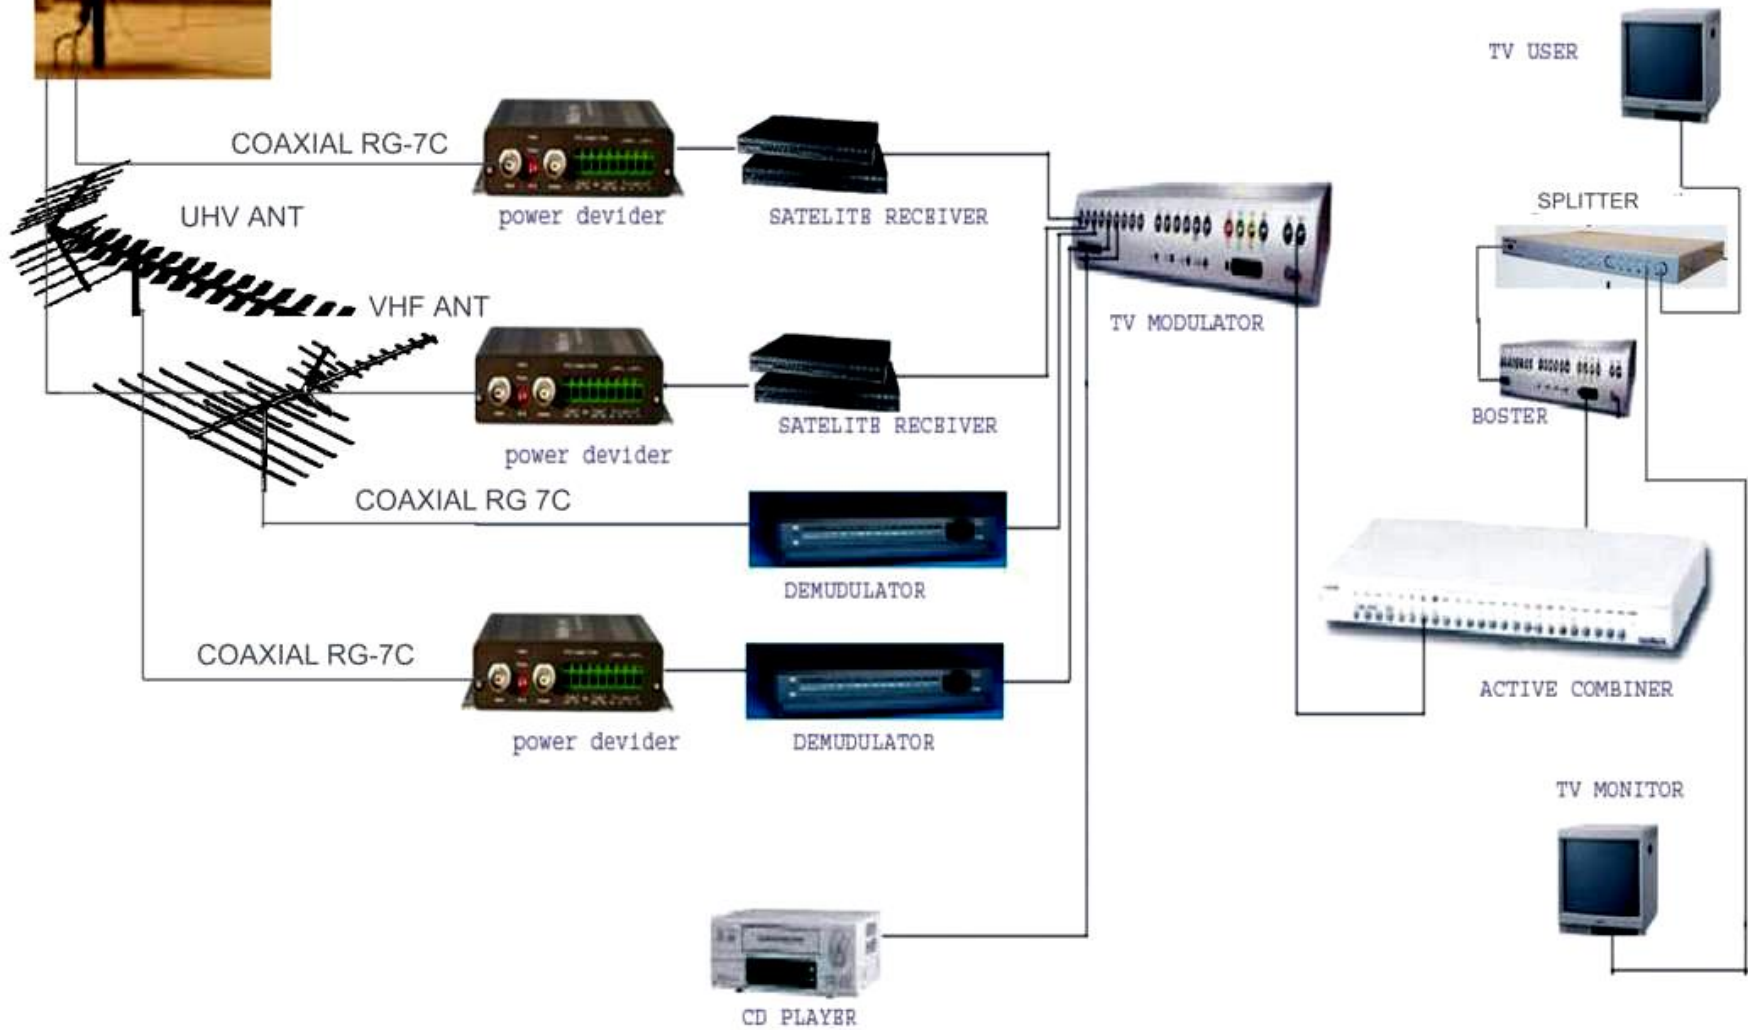 TV USER
COAXIAL RG-7C
SPLITTER
UHV ANT
power devider
SATELITE RECEIVER
VHF ANT
TV MODULATOR
BOSTER
SATELITE RECEIVER
power devider
COAXIAL RG 7C
DEMUDULATOR
COAXIAL RG-7C
ACTIVE COMBINER
power devider
DEMUDULATOR
TV MONITOR
CD PLAYER